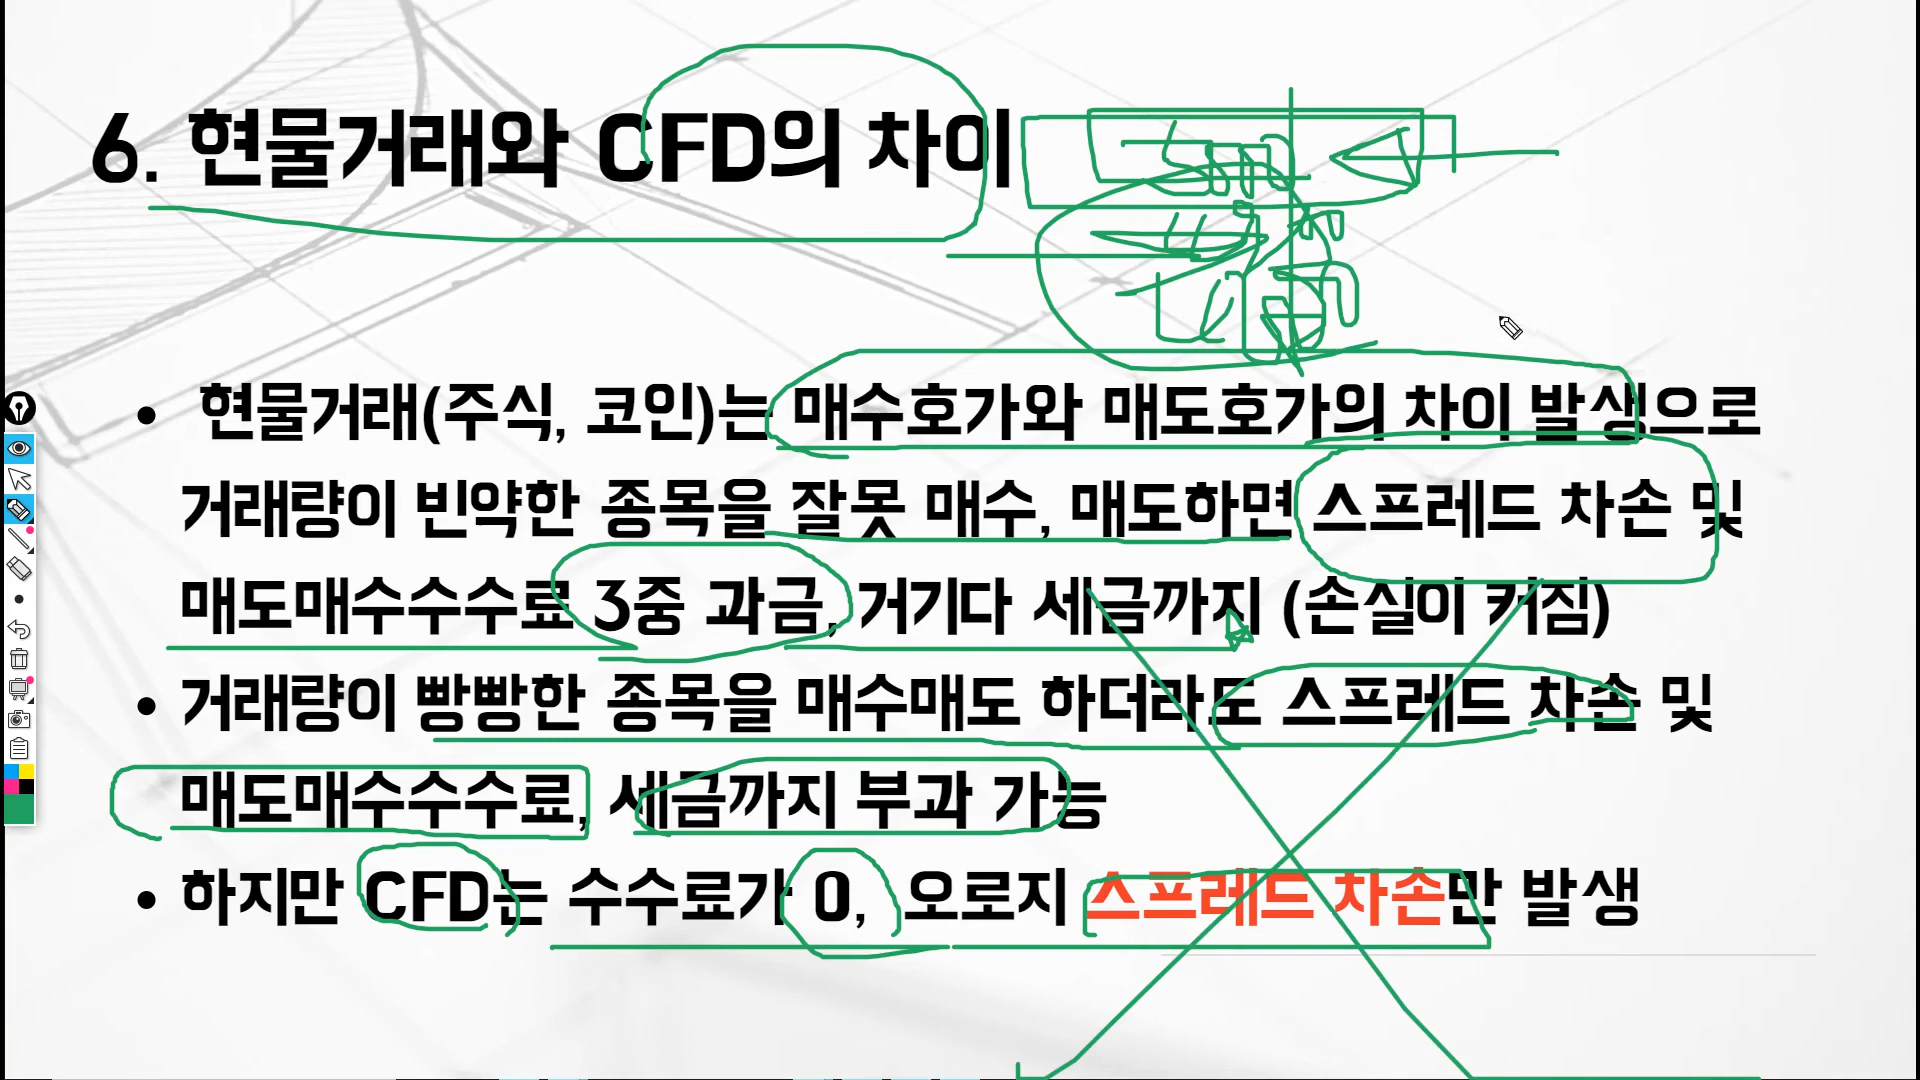 6. 현물거래와 CFD의 차이
• 현물거래(주식, 코인)는 매수호가와 매도호가의 차이 발생으로
거래량이 빈약한 종목을 잘못 매수, 매도하면 스프레드 차손 및
매도매수수수료 3중 과금, 거기다 세금까지 (손실이 커짐)
• 거래량이 빵빵한 종목을 매수매도 하더라도 스프레드 차손 및
매도매수수수료, 세금까지 부과 가능
• 하지만 CFD는 수수료가 0, 오로지 스프레드 차손만 발생